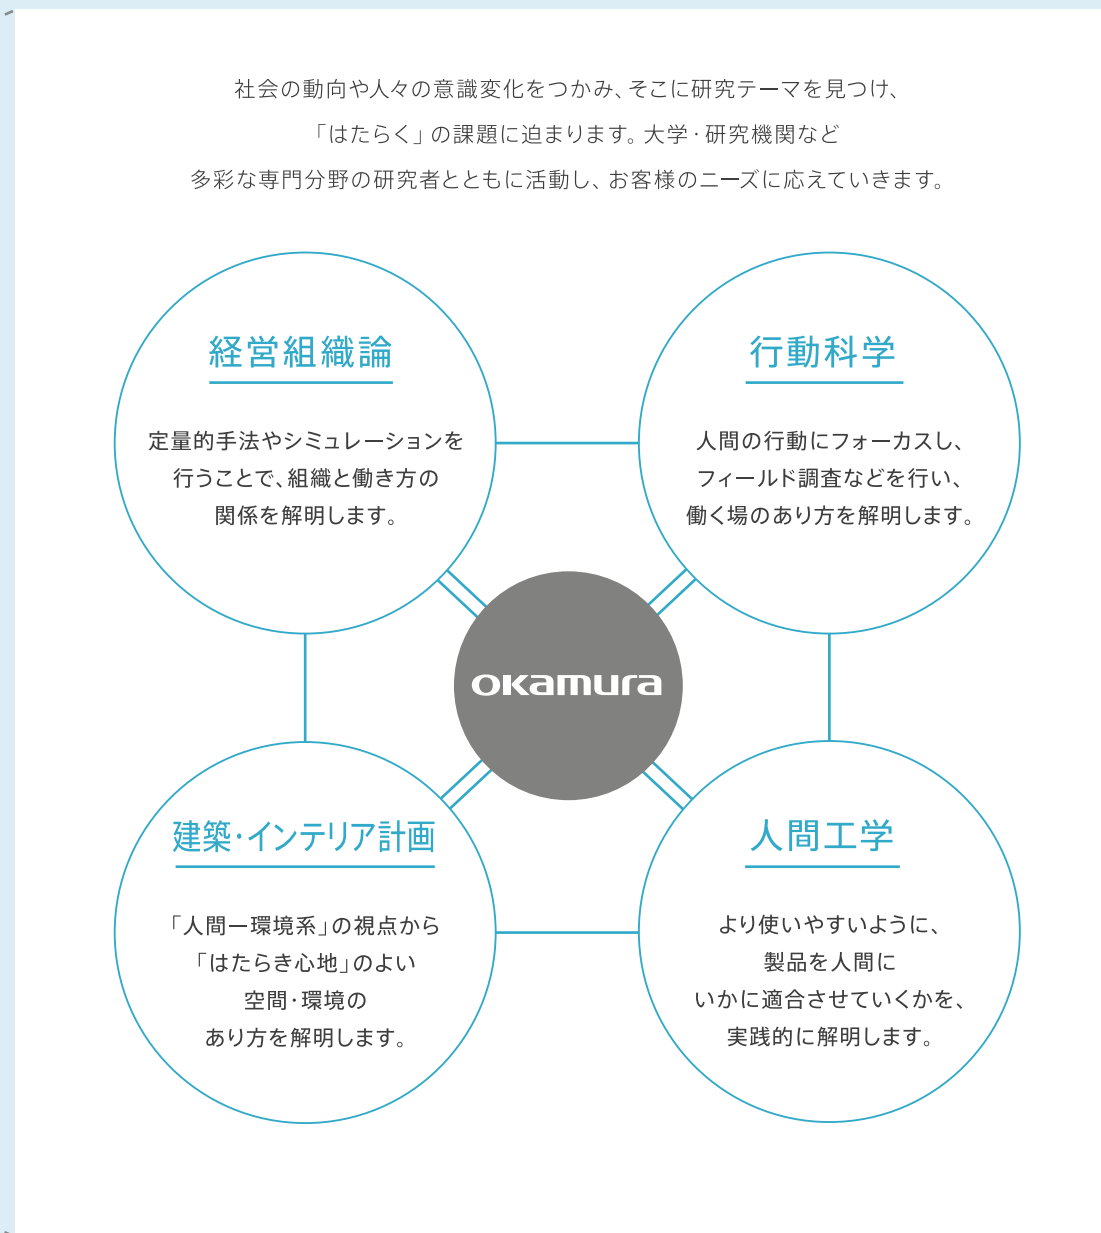 社会の動向や人々の意識変化をつかみ、そこに研究テーマを見つけ、
「はたらく」の課題に迫まります。大学・研究機関など
多彩な専門分野の研究者とともに活動し、お客様のニーズに応えていきます。
経営組織論
定量的手法やシミュレーションを
行うことで、組織と働き方の
関係を解明します。
行動科学
人間の行動にフォーカスし、
フィールド調査などを行い、
働く場のあり方を解明します。
okamura
建築・インテリア計画
「人間ー環境系」の視点から
「はたらき心地」のよい
空間・環境の
あり方を解明します。
人間工学
より使いやすいように、
製品を人間に
いかに適合させていくかを、
実践的に解明します。